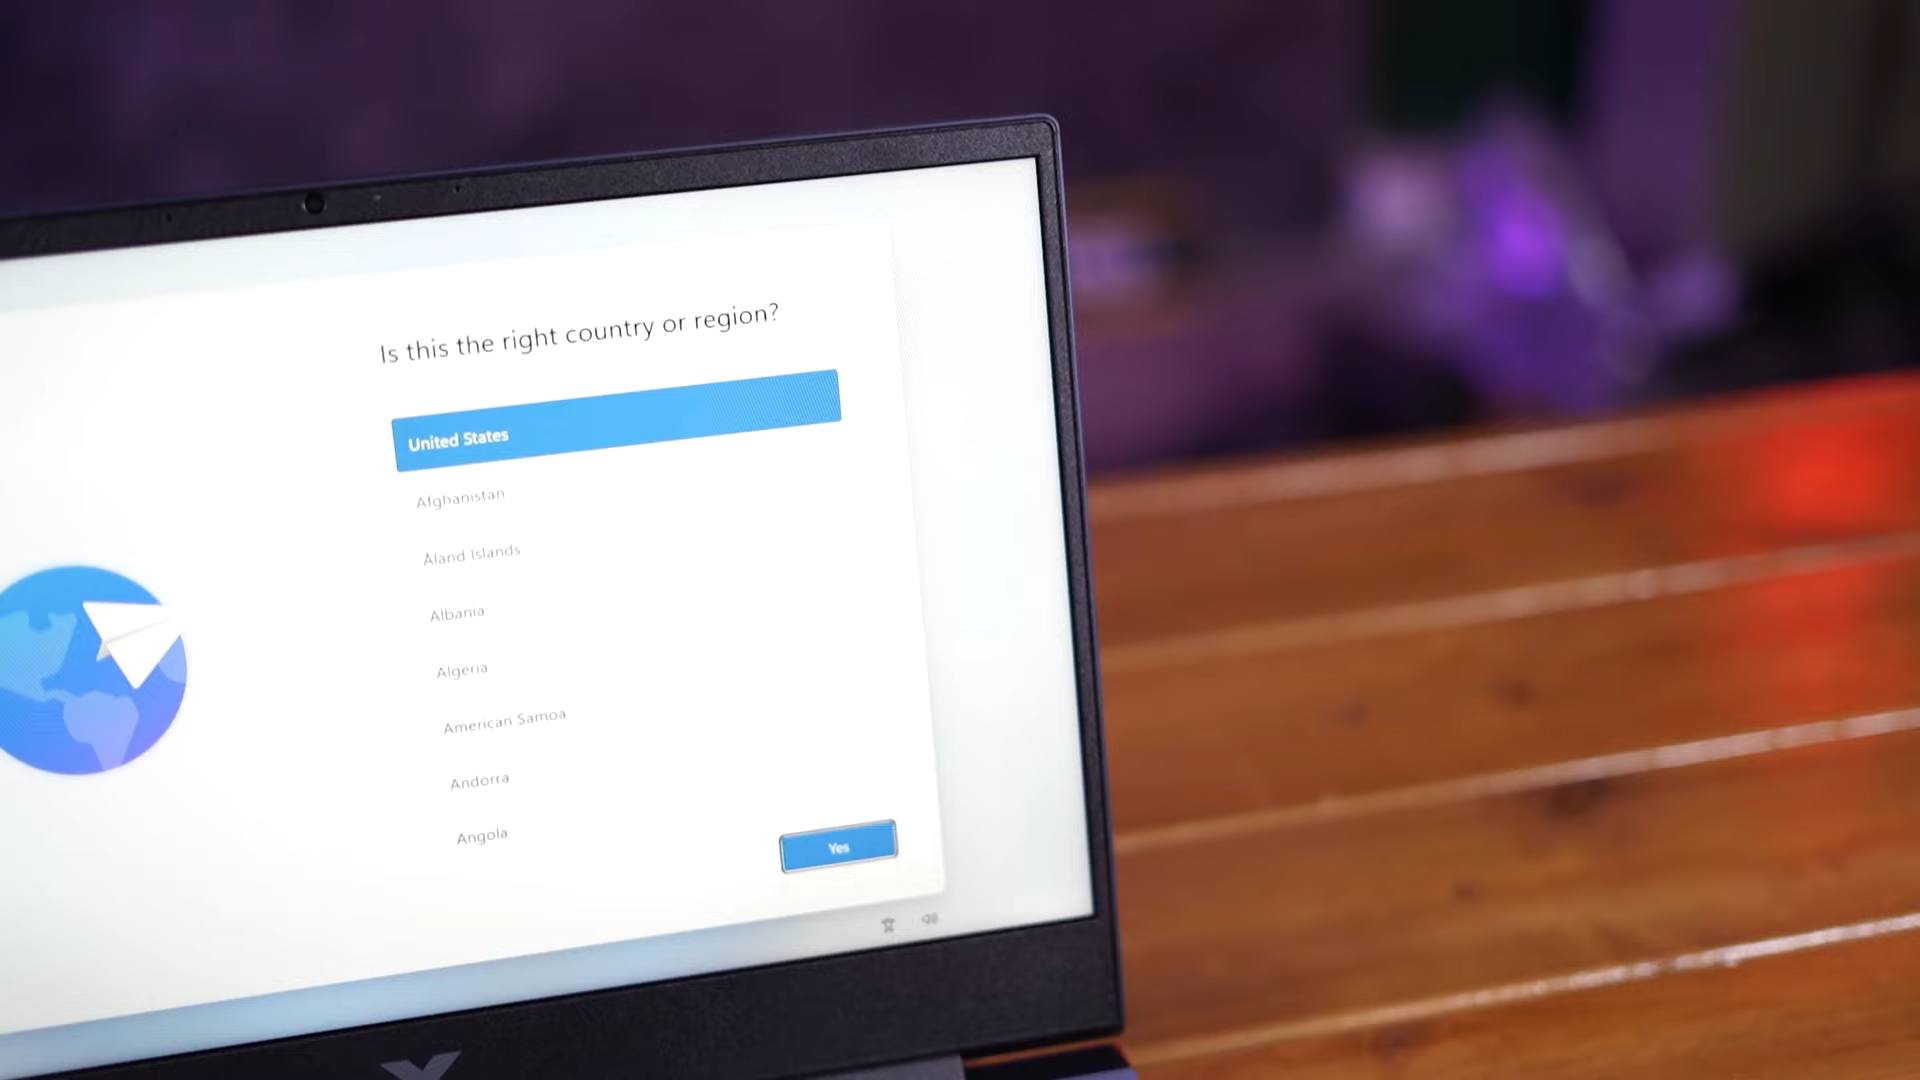 Is this the right country or region?
United States
Afghanistan
Åland Islands
Albania
Algeria
American Samoa
Andorra
Angola
Yes